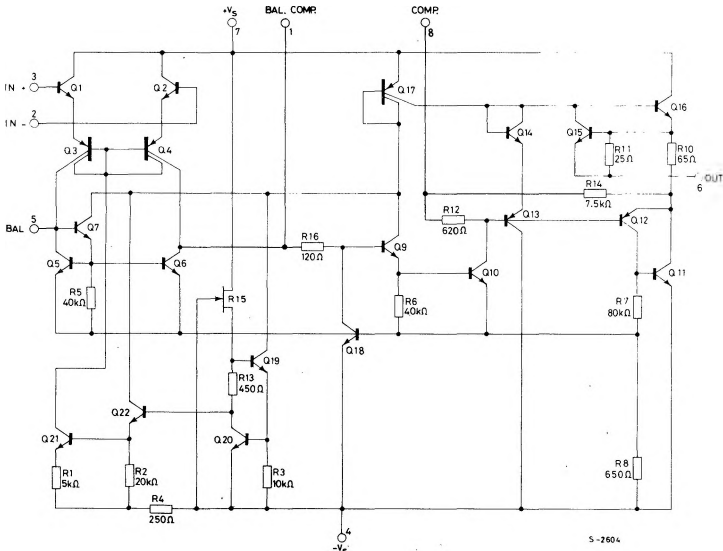 +Vs
7
BAL. COMP.
1
COMP.
8
3
IN +
2
IN -
Q1
Q2
Q3
Q4
Q17
Q14
Q15
Q16
R11
25Ω
R10
65Ω
OUT
6
R14
7.5kΩ
BAL
5
Q7
Q5
Q6
R5
40kΩ
R16
120Ω
R12
620Ω
Q13
Q12
Q9
Q10
Q11
R6
40kΩ
R7
80kΩ
R15
Q18
Q19
R13
450Ω
Q22
Q21
Q20
R1
5kΩ
R2
20kΩ
R4
250Ω
R3
10kΩ
R8
650Ω
4
S-2604